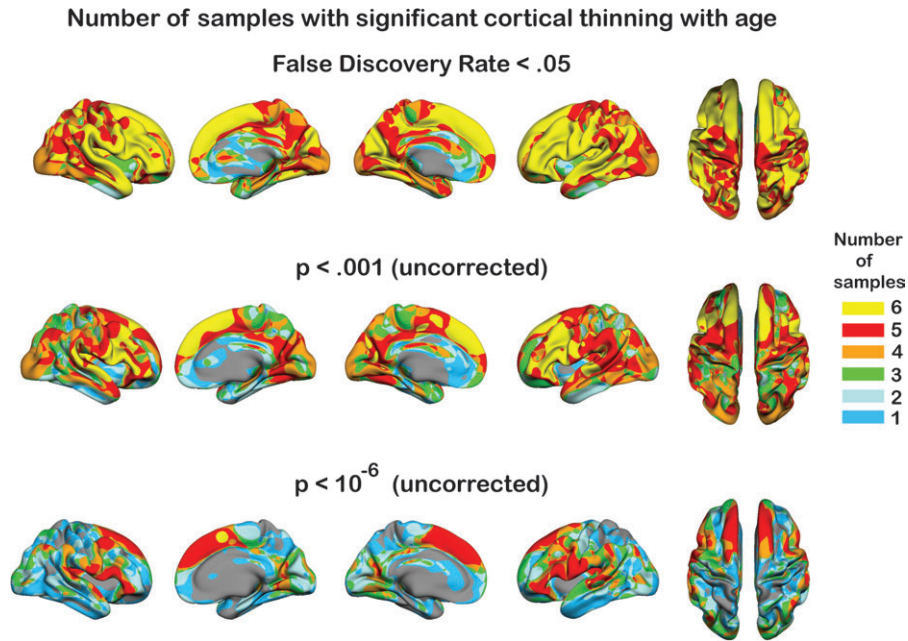 Number of samples with significant cortical thinning with age
False Discovery Rate < .05
p < .001 (uncorrected)
Number
of
samples
6
5
4
3
2
1
p < 10^-6 (uncorrected)